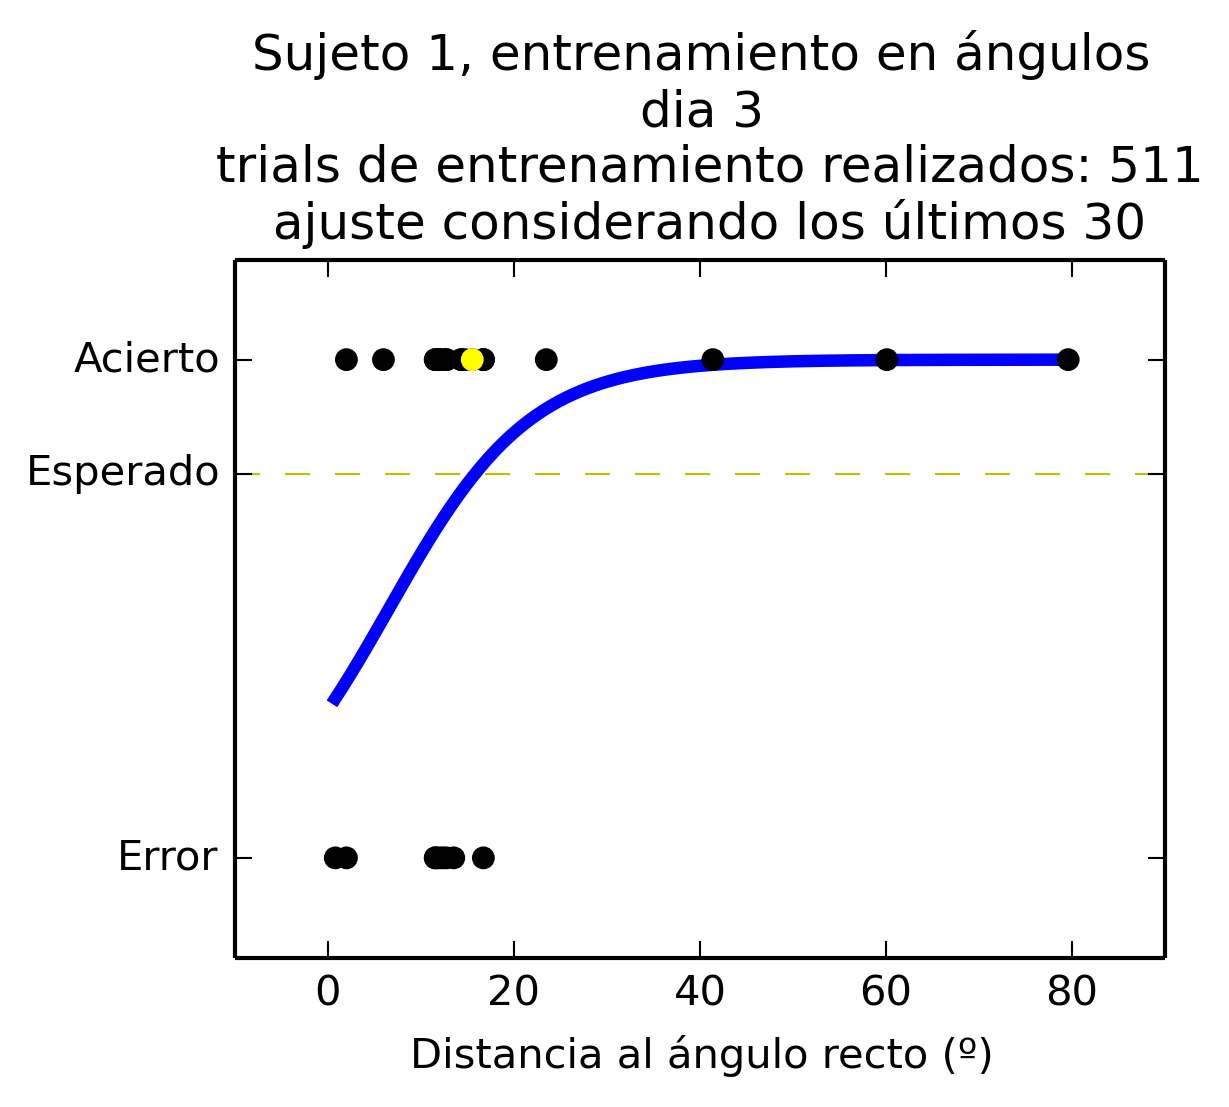 Sujeto 1, entrenamiento en ángulos
dia 3
trials de entrenamiento realizados: 511
ajuste considerando los últimos 30
Acierto
Esperado
Error
0 20 40 60 80
Distancia al ángulo recto (º)